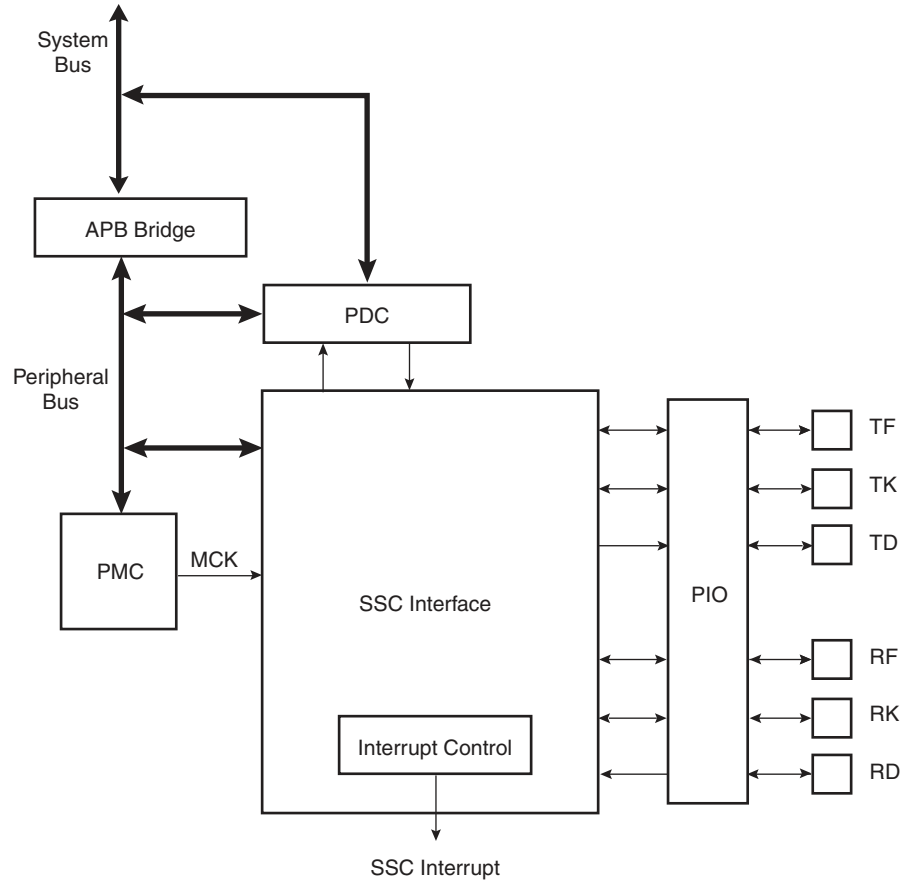 System
Bus
APB Bridge
PDC
Peripheral
Bus
TF
TK
PMC
MCK
TD
SSC Interface
PIO
RF
RK
Interrupt Control
RD
SSC Interrupt